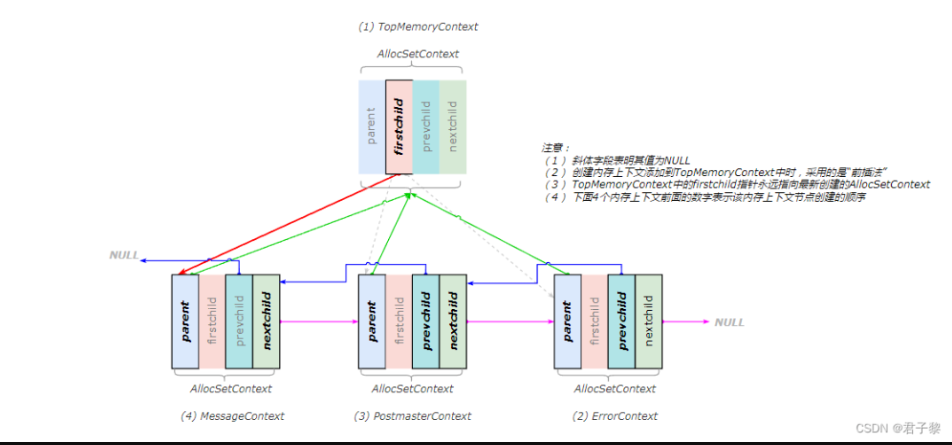 (1) TopMemoryContext
AllocSetContext
parent
firstchild
prevchild
nextchild
注意：
（1）斜体字段表明其值为NULL
（2）创建内存上下文添加到TopMemoryContext中时，采用的是“前插法”
（3）TopMemoryContext中的firstchild指针永远指向最新创建的AllocSetContext
（4）下面4个内存上下文前面的数字表示该内存上下文节点创建的顺序
NULL
parent
firstchild
prevchild
nextchild
parent
firstchild
prevchild
nextchild
parent
firstchild
prevchild
nextchild
NULL
AllocSetContext
AllocSetContext
AllocSetContext
(4) MessageContext
(3) PostmasterContext
(2) ErrorContext
CSDN @君子黎